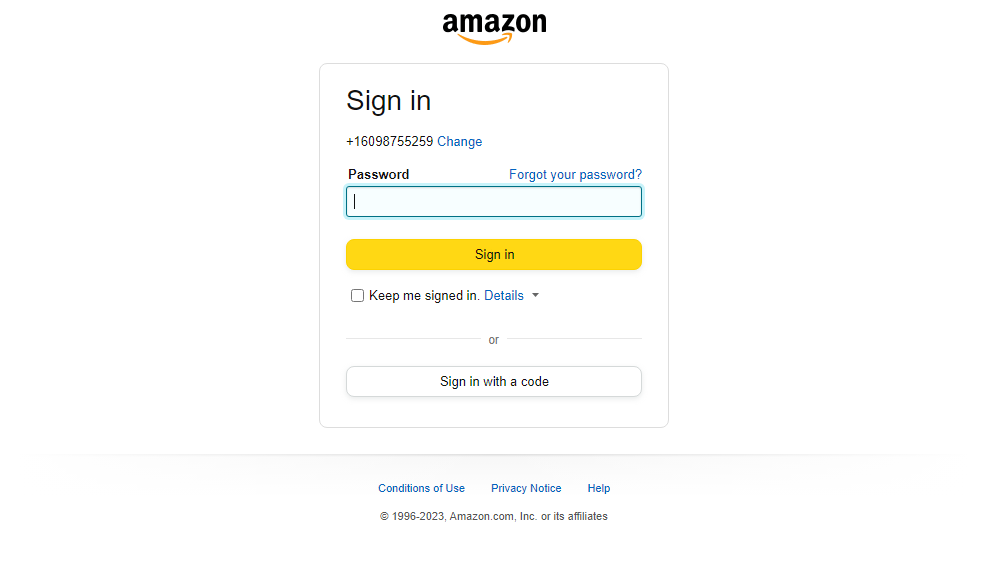 amazon
Sign in
+16098755259 Change
Password Forgot your password?
Sign in
Keep me signed in. Details
or
Sign in with a code
Conditions of Use Privacy Notice Help
© 1996-2023, Amazon.com, Inc. or its affiliates